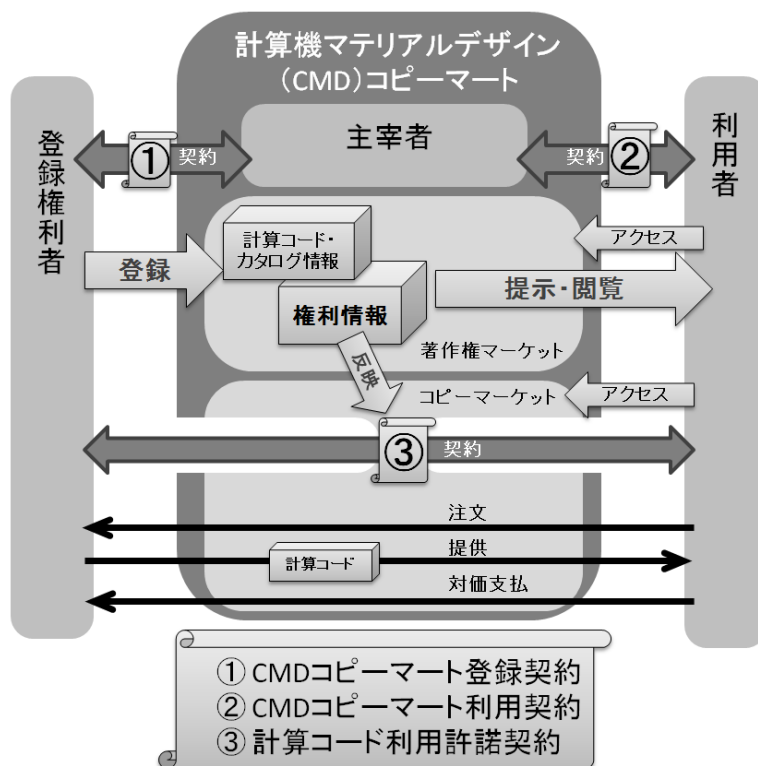 計算機マテリアルデザイン
（CMD）コピーマート
登録権利者
主宰者
利用者
①
契約
契約
②
計算コード・
カタログ情報
アクセス
登録
権利情報
提示・閲覧
著作権マーケット
反映
コピーマーケット
アクセス
③
契約
注文
計算コード
提供
対価支払
①CMDコピーマート登録契約
②CMDコピーマート利用契約
③計算コード利用許諾契約